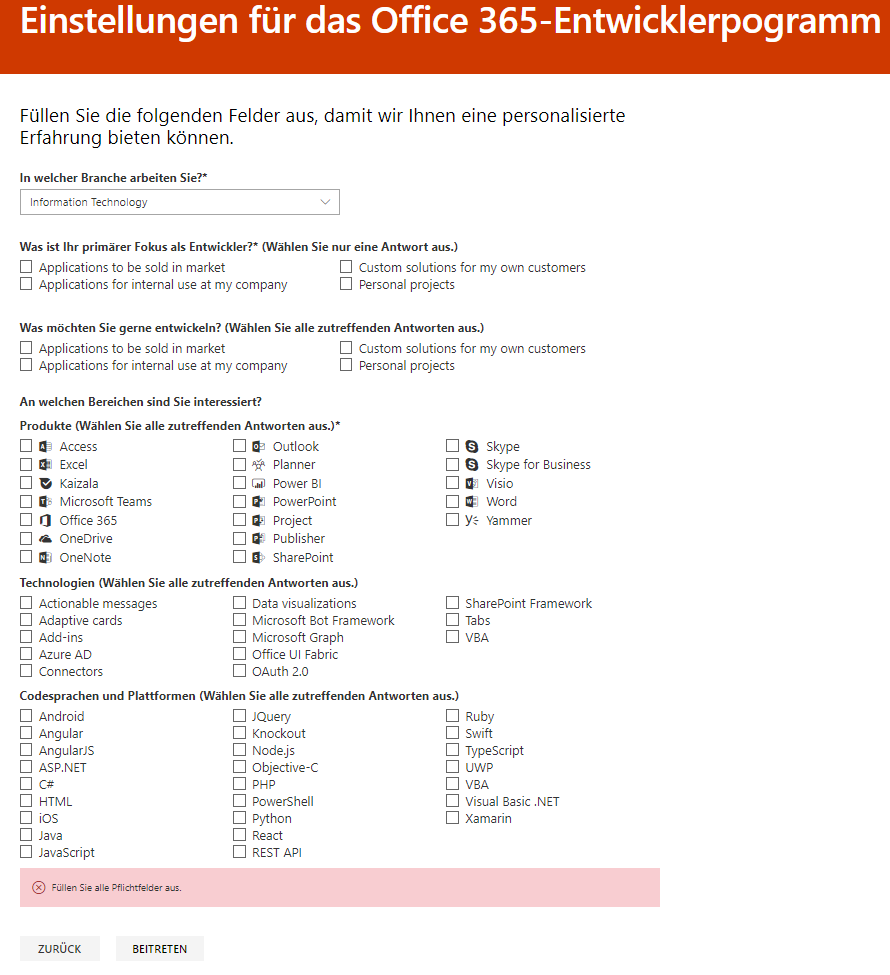 Einstellungen für das Office 365-Entwicklerpogramm
Füllen Sie die folgenden Felder aus, damit wir Ihnen eine personalisierte
Erfahrung bieten können.
In welcher Branche arbeiten Sie?*
Information Technology
Was ist Ihr primärer Fokus als Entwickler?* (Wählen Sie nur eine Antwort aus.)
Applications to be sold in market Custom solutions for my own customers
Applications for internal use at my company Personal projects
Was möchten Sie gerne entwickeln? (Wählen Sie alle zutreffenden Antworten aus.)
Applications to be sold in market Custom solutions for my own customers
Applications for internal use at my company Personal projects
An welchen Bereichen sind Sie interessiert?
Produkte (Wählen Sie alle zutreffenden Antworten aus.)*
Access Outlook Skype
Excel Planner Skype for Business
Kaizala Power BI Visio
Microsoft Teams PowerPoint Word
Office 365 Project Yammer
OneDrive Publisher
OneNote SharePoint
Technologien (Wählen Sie alle zutreffenden Antworten aus.)
Actionable messages Data visualizations SharePoint Framework
Adaptive cards Microsoft Bot Framework Tabs
Add-ins Microsoft Graph VBA
Azure AD Office UI Fabric
Connectors OAuth 2.0
Codesprachen und Plattformen (Wählen Sie alle zutreffenden Antworten aus.)
Android JQuery Ruby
Angular Knockout Swift
AngularJS Node.js TypeScript
ASP.NET Objective-C UWP
C# PHP VBA
HTML PowerShell Visual Basic .NET
iOS Python Xamarin
Java React
JavaScript REST API
Füllen Sie alle Pflichtfelder aus.
ZURÜCK BEITRETEN